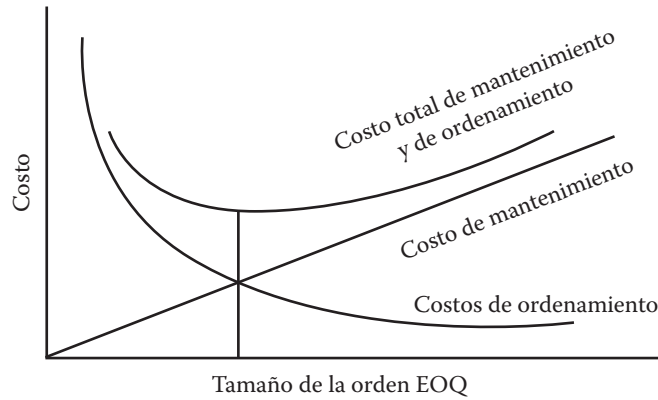 Costo total de mantenimiento
y de ordenamiento
Costo de mantenimiento
Costos de ordenamiento
Costo
Tamaño de la orden EOQ